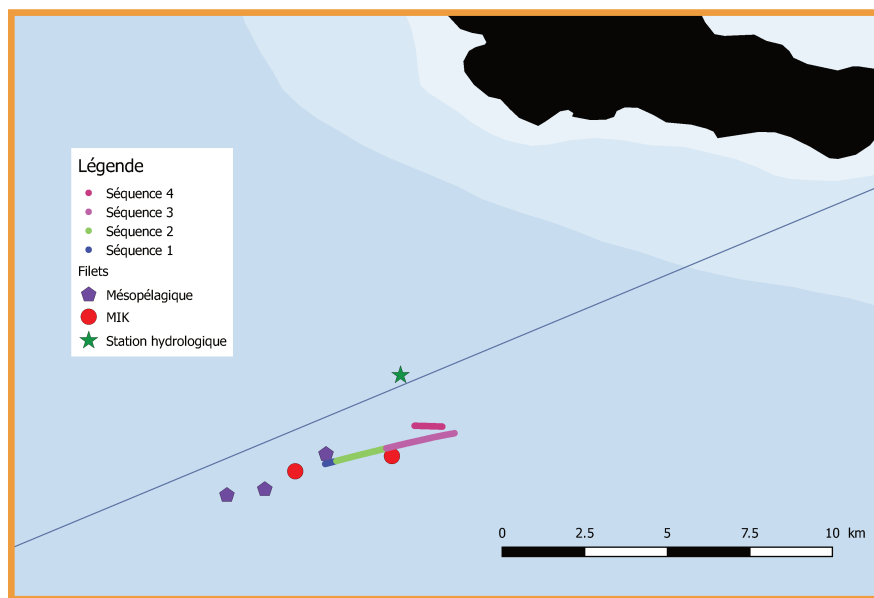 Légende
Séquence 4
Séquence 3
Séquence 2
Séquence 1
Filets
Mésopélagique
MIK
Station hydrologique
0 2.5 5 7.5 10 km